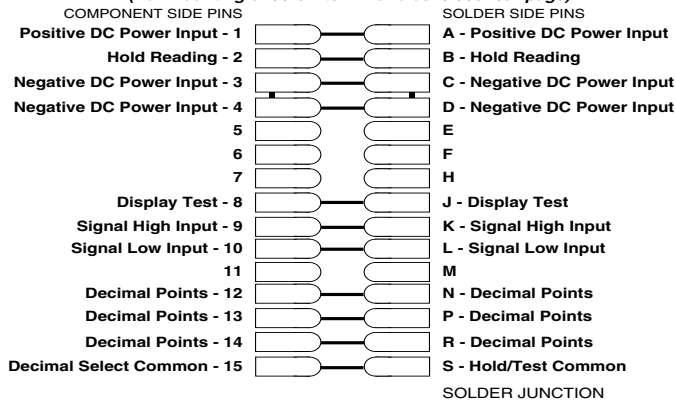 COMPONENT SIDE PINS SOLDER SIDE PINS
Positive DC Power Input - 1 A - Positive DC Power Input
Hold Reading - 2 B - Hold Reading
Negative DC Power Input - 3 C - Negative DC Power Input
Negative DC Power Input - 4 D - Negative DC Power Input
5 E
6 F
7 H
Display Test - 8 J - Display Test
Signal High Input - 9 K - Signal High Input
Signal Low Input - 10 L - Signal Low Input
11 M
Decimal Points - 12 N - Decimal Points
Decimal Points - 13 P - Decimal Points
Decimal Points - 14 R - Decimal Points
Decimal Select Common - 15 S - Hold/Test Common
SOLDER JUNCTION